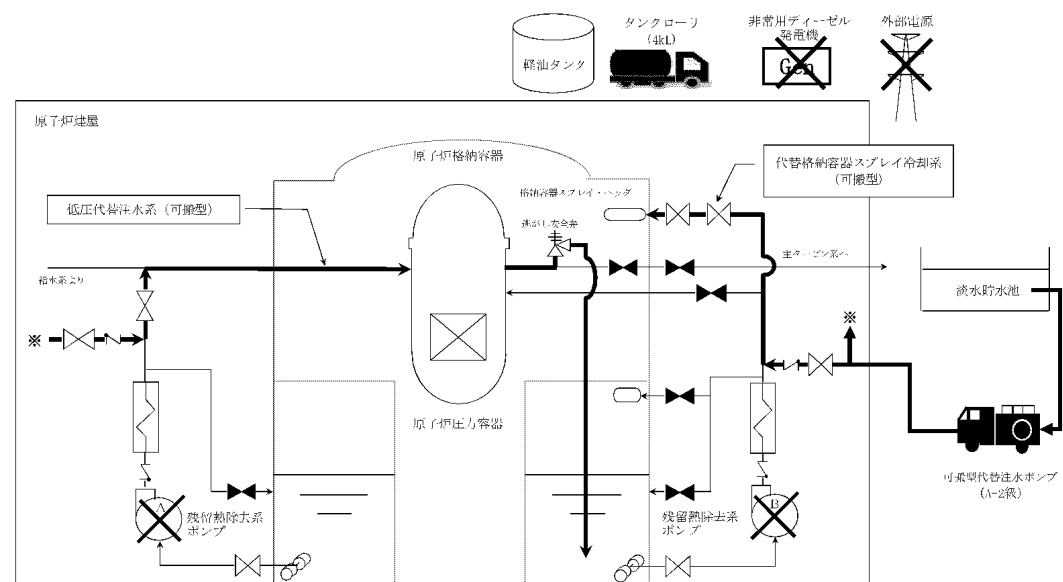 タンクローリ
(4kL)
非常用ディーゼル
発電機
外部電源
軽油タンク
Gen
原子炉建屋
原子炉格納容器
代替格納容器スプレイ冷却系
(可搬型)
格納容器スプレイ・ヘッダ
低圧代替注水系（可搬型）
逃がし安全弁
主タービン系へ
給水系より
淡水貯水池
※
※
原子炉圧力容器
可搬型代替注水ポンプ
(A-2級)
A
残留熱除去系
ポンプ
残留熱除去系
ポンプ
B